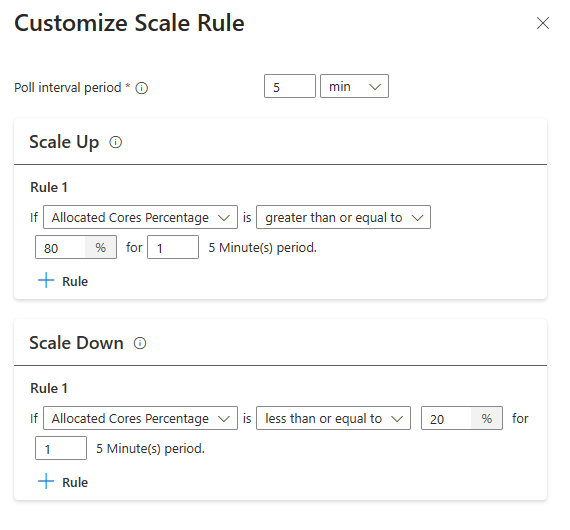 Customize Scale Rule
Poll interval period * 5 min
Scale Up
Rule 1
If Allocated Cores Percentage is greater than or equal to
80 % for 1 5 Minute(s) period.
+ Rule
Scale Down
Rule 1
If Allocated Cores Percentage is less than or equal to 20 % for
1 5 Minute(s) period.
+ Rule